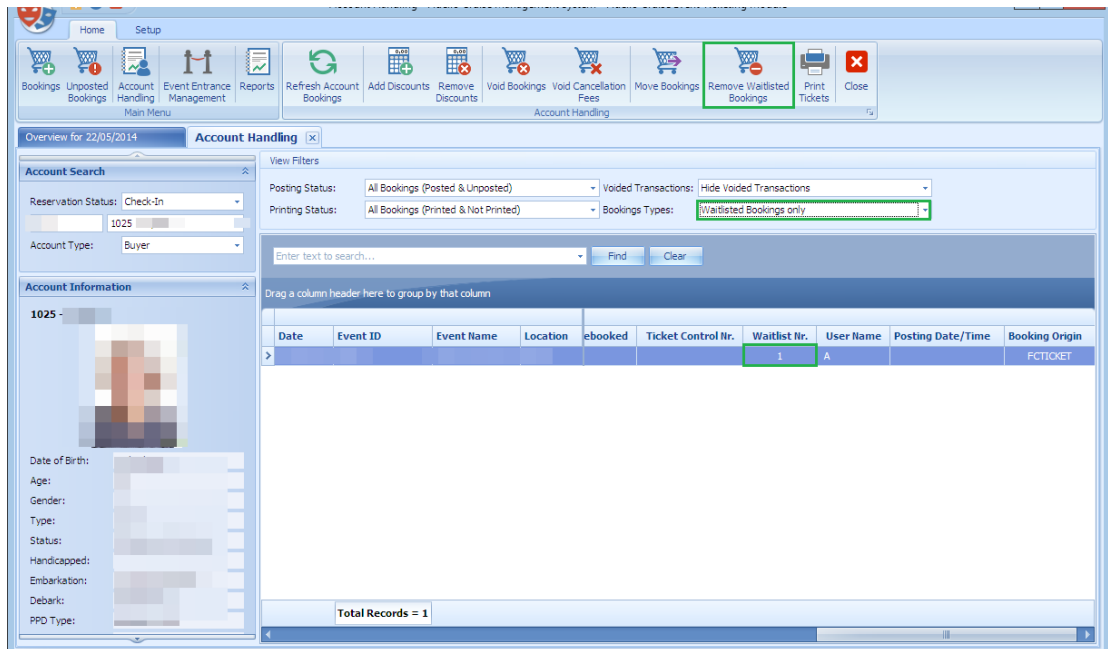 Home Setup
Bookings Unposted Bookings Account Handling Event Entrance Management Reports Refresh Account Bookings Add Discounts Remove Discounts Void Bookings Void Cancellation Fees Move Bookings Remove Waitlisted Bookings Print Tickets Close
Main Menu Account Handling
Overview for 22/05/2014 Account Handling
Account Search
Reservation Status: Check-In
1025
Account Type: Buyer
Account Information
1025 -
Date of Birth:
Age:
Gender:
Type:
Status:
Handicapped:
Embarkation:
Debark:
PPD Type:
View Filters
Posting Status: All Bookings (Posted & Unposted) Voided Transactions: Hide Voided Transactions
Printing Status: All Bookings (Printed & Not Printed) Bookings Types: Waitlisted Bookings only
Enter text to search... Find Clear
Drag a column header here to group by that column
Date Event ID Event Name Location ebooked Ticket Control Nr. Waitlist Nr. User Name Posting Date/Time Booking Origin
1 A FCTICKET
Total Records = 1